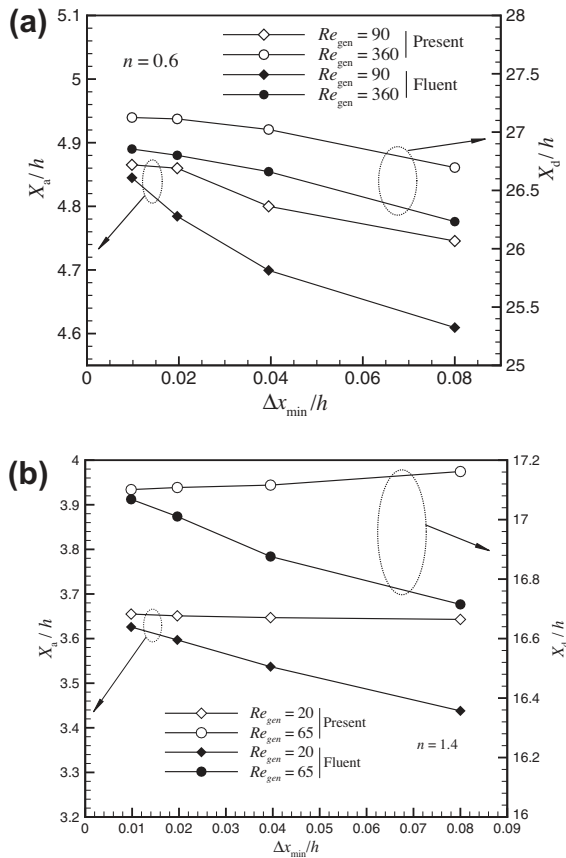 (a)
5.1
5
4.9
4.8
4.7
4.6
X_a / h
28
27.5
27
26.5
26
25.5
25
X_d / h
n = 0.6
Re_gen = 90
Re_gen = 360
Present
Re_gen = 90
Re_gen = 360
Fluent
0 0.02 0.04 0.06 0.08
Δx_min/h
(b)
4
3.9
3.8
3.7
3.6
3.5
3.4
3.3
3.2
X_a / h
17.2
17
16.8
16.6
16.4
16.2
16
X_d / h
Re_gen = 20
Re_gen = 65
Present
Re_gen = 20
Re_gen = 65
Fluent
n = 1.4
0 0.01 0.02 0.03 0.04 0.05 0.06 0.07 0.08 0.09
Δx_min/h